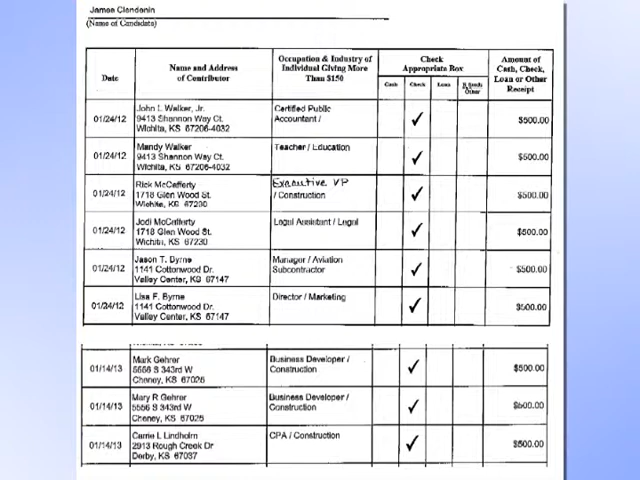 James Clendenin
(Name of Candidate)
Date
Name and Address
of Contributor
Occupation & Industry of
Individual Giving More
Than $150
Check
Appropriate Box
Cash
Check
Loan
Other
Amount of
Cash, Check,
Loan or Other
Receipt
01/24/12
John L Walker, Jr.
9413 Shannon Way Ct.
Wichita, KS 67206-4032
Certified Public
Accountant /
✓
$500.00
01/24/12
Mandy Walker
9413 Shannon Way Ct.
Wichita, KS 67206-4032
Teacher / Education
✓
$500.00
01/24/12
Rick McCafferty
1718 Glen Wood St.
Wichita, KS 67230
Executive VP
/ Construction
✓
$500.00
01/24/12
Jodi McCafferty
1718 Glen Wood St.
Wichita, KS 67230
Legal Assistant / Legal
✓
$500.00
01/24/12
Jason T. Byrne
1141 Cottonwood Dr.
Valley Center, KS 67147
Manager / Aviation
Subcontractor
✓
$500.00
01/24/12
Lisa F. Byrne
1141 Cottonwood Dr.
Valley Center, KS 67147
Director / Marketing
✓
$500.00
01/14/13
Mark Gehrer
5556 S 343rd W
Cheney, KS 67025
Business Developer /
Construction
✓
$500.00
01/14/13
Mary R Gehrer
5556 S 343rd W
Cheney, KS 67025
Business Developer /
Construction
✓
$500.00
01/14/13
Carrie L Lindholm
2913 Rough Creek Dr
Derby, KS 67037
CPA / Construction
✓
$500.00